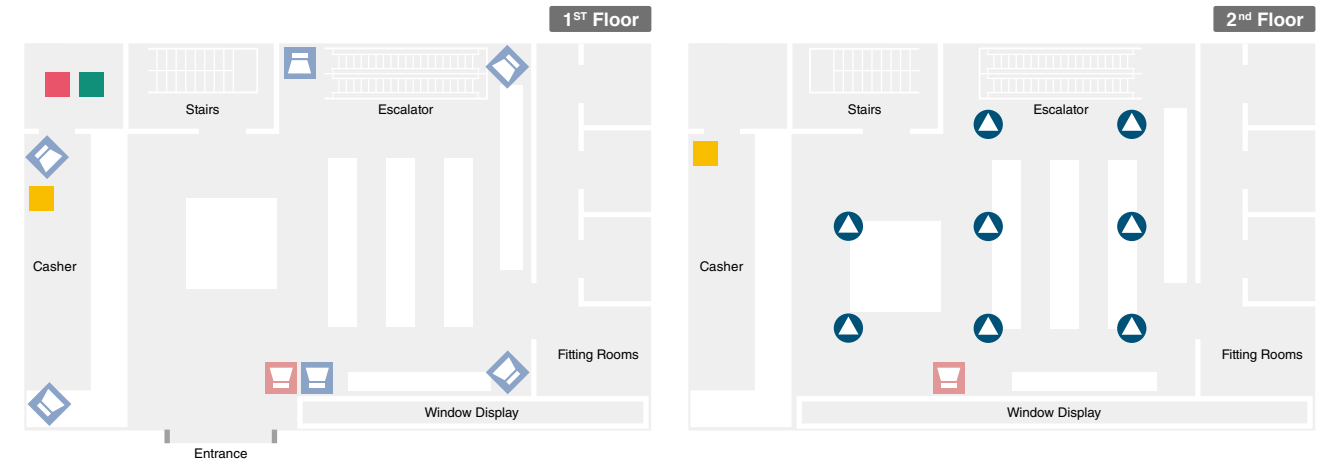 1ST Floor
2nd Floor
Stairs
Escalator
Stairs
Escalator
Casher
Casher
Fitting Rooms
Fitting Rooms
Window Display
Window Display
Entrance